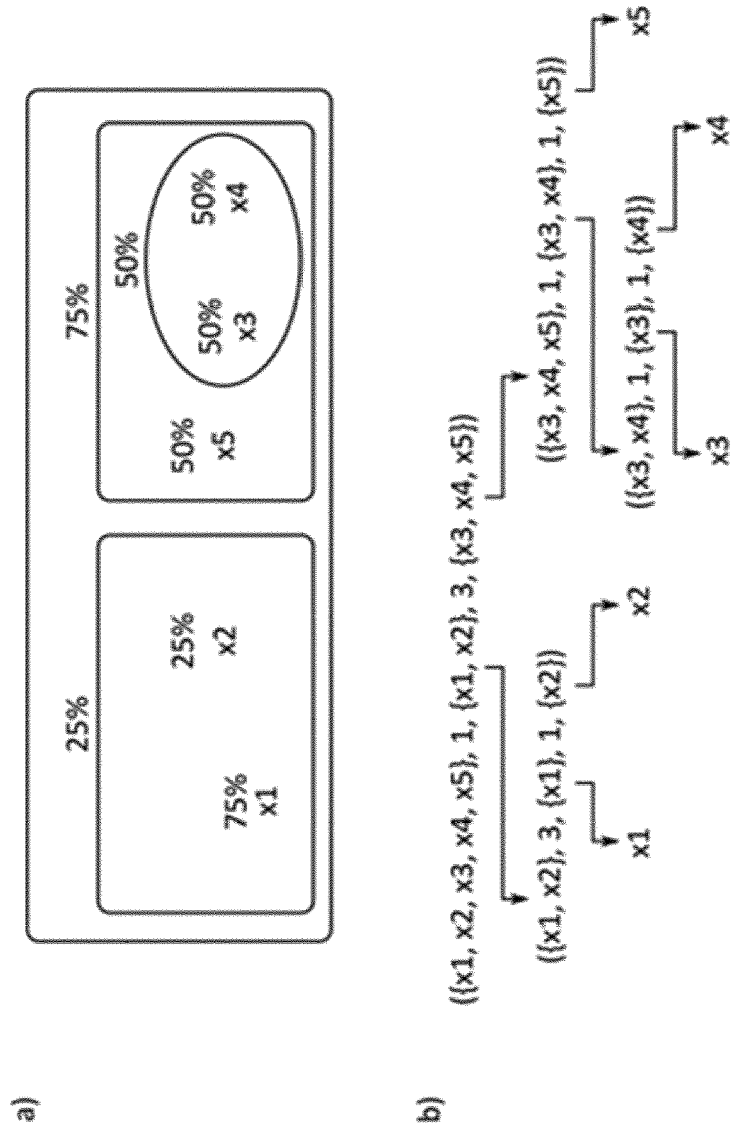 a)
25%
75%
75%
x1
25%
x2
50%
x5
50%
50%
x3
50%
x4
b)
({x1, x2, x3, x4, x5}, 1, {x1, x2}, 3, {x3, x4, x5})
({x1, x2}, 3, {x1}, 1, {x2})
({x3, x4, x5}, 1, {x3, x4}, 1, {x5})
x1
x2
({x3, x4}, 1, {x3}, 1, {x4})
x5
x3
x4